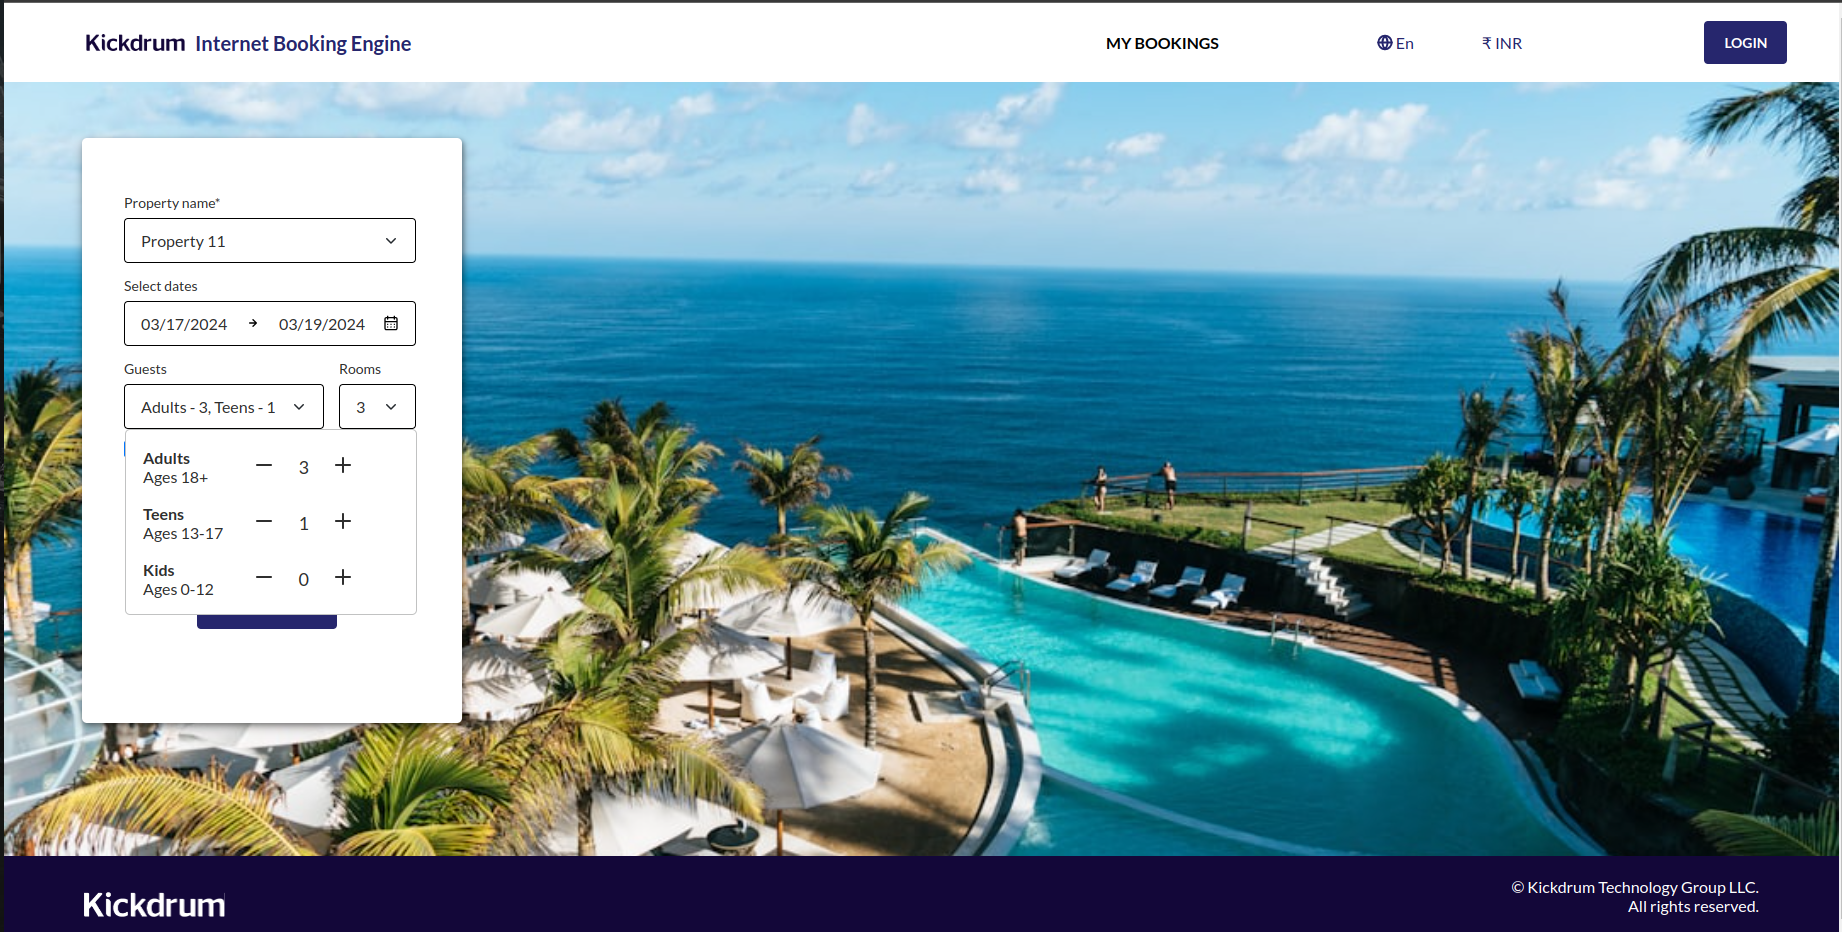 Kickdrum Internet Booking Engine
MY BOOKINGS
En
₹ INR
LOGIN
Property name*
Property 11
Select dates
03/17/2024 → 03/19/2024
Guests Rooms
Adults - 3, Teens - 1 3
Adults
Ages 18+
— 3 +
Teens
Ages 13-17
— 1 +
Kids
Ages 0-12
— 0 +
Kickdrum
© Kickdrum Technology Group LLC.
All rights reserved.